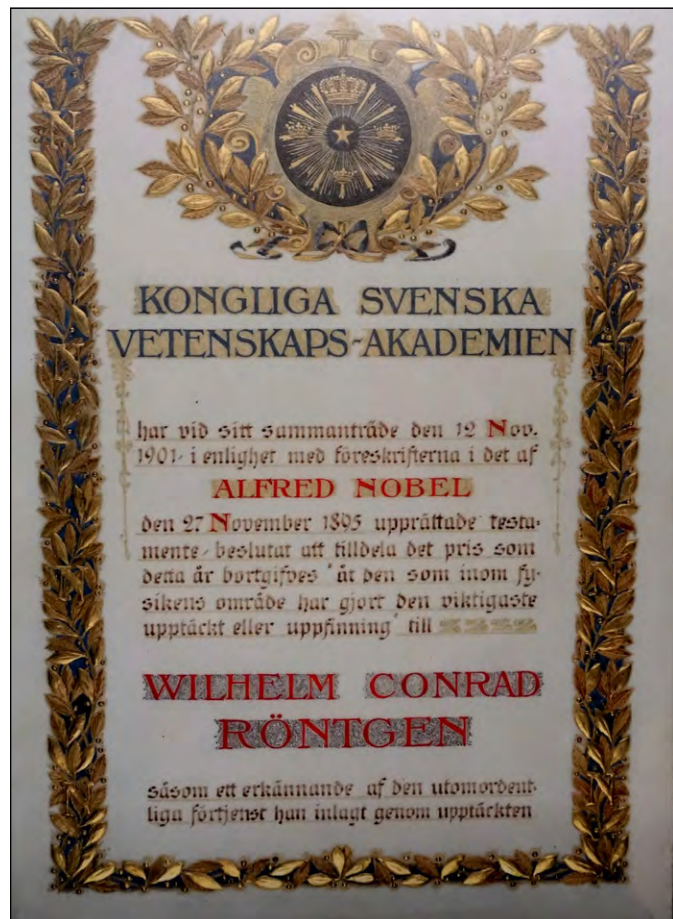 KONGLIGA SVENSKA
VETENSKAPS-AKADEMIEN
har vid sitt sammanträde den 12 Nov.
1901, i enlighet med föreskrifterna i det af
ALFRED NOBEL
den 27 November 1895 upprättade testa-
mente, beslutat att tilldela det pris som
detta år bortgifves "åt den som inom fy-
sikens område har gjort den viktigaste
upptäckt eller uppfinning" till
WILHELM CONRAD
RÖNTGEN
såsom ett erkännande af den utomordent-
liga förtjenst han inlagt genom upptäckten